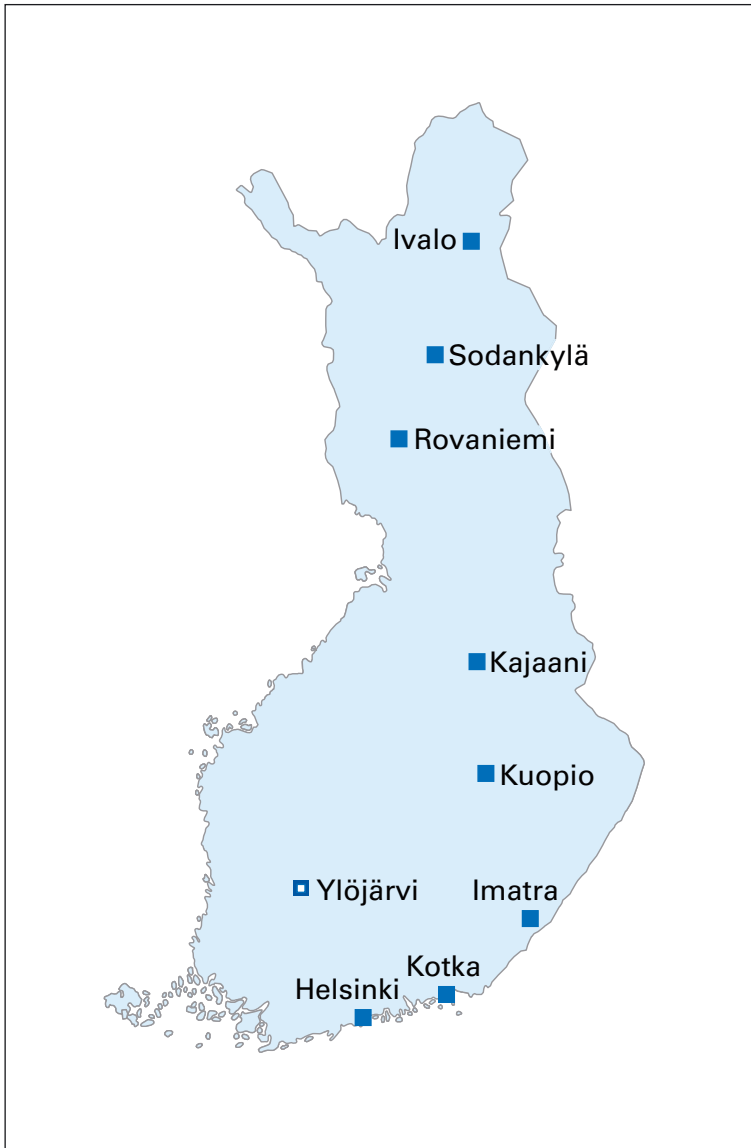 Ivalo
Sodankylä
Rovaniemi
Kajaani
Kuopio
Ylöjärvi
Imatra
Kotka
Helsinki